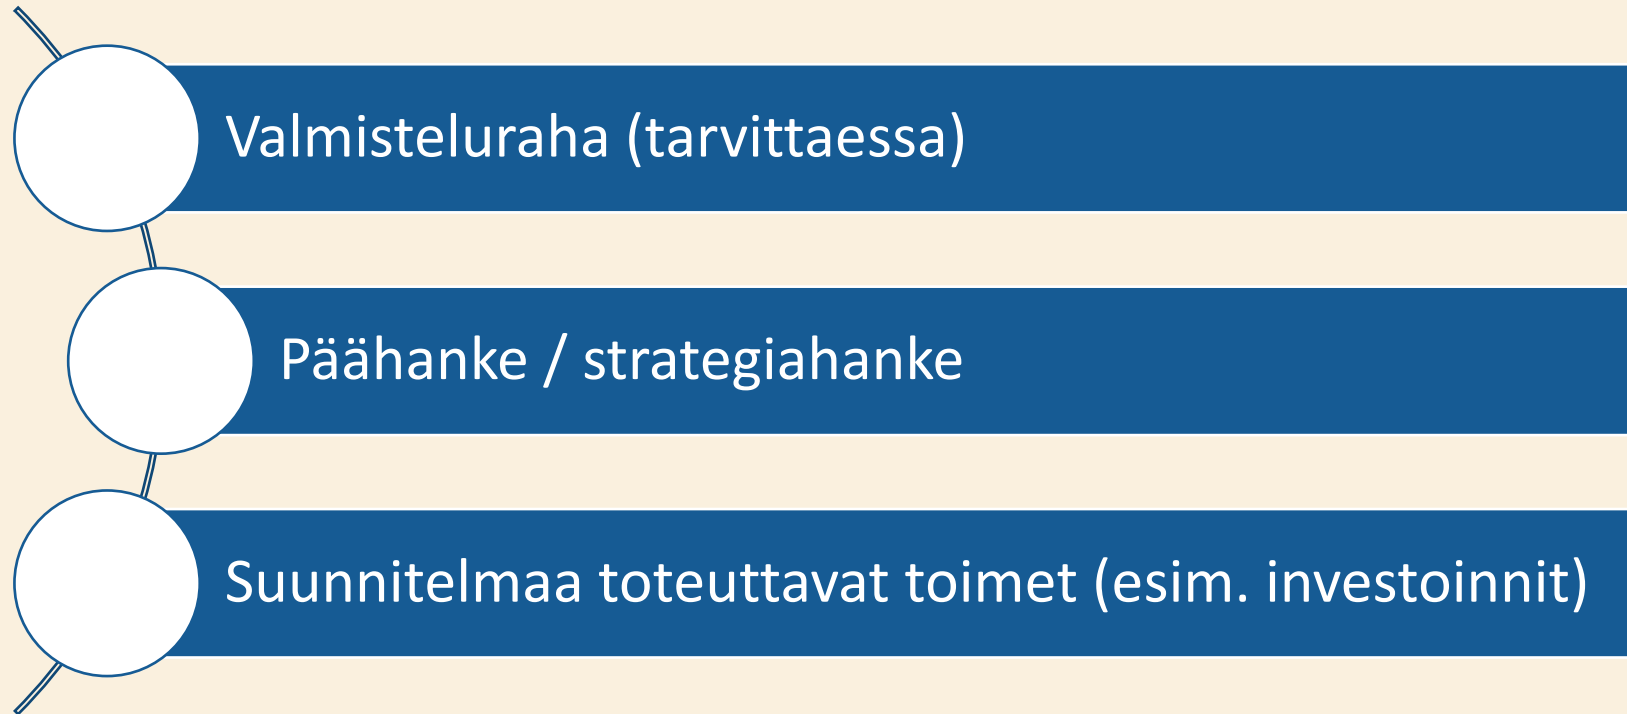 Valmisteluraha (tarvittaessa)
Päähanke / strategiahanke
Suunnitelmaa toteuttavat toimet (esim. investoinnit)